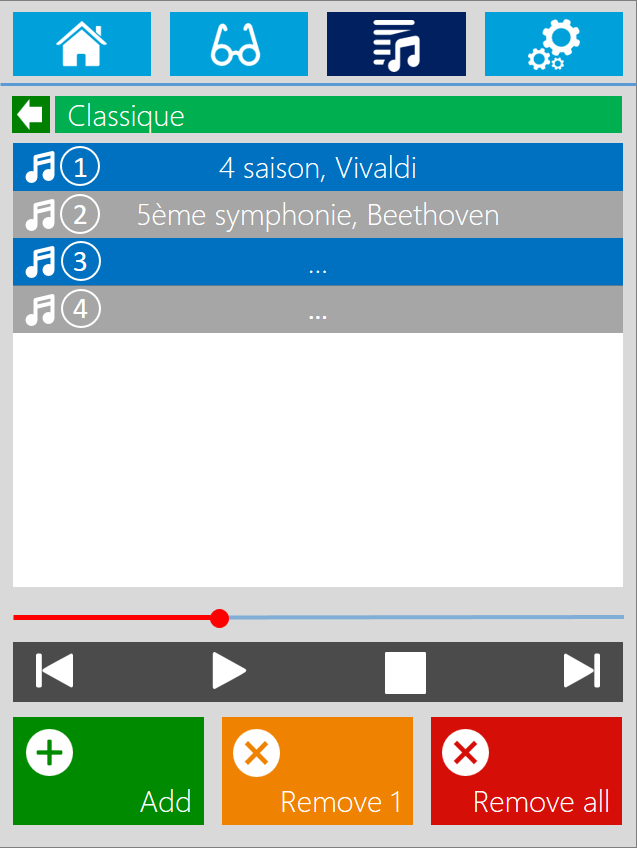 Classique
1 4 saison, Vivaldi
2 5ème symphonie, Beethoven
3 ...
4 ...
Add
Remove 1
Remove all